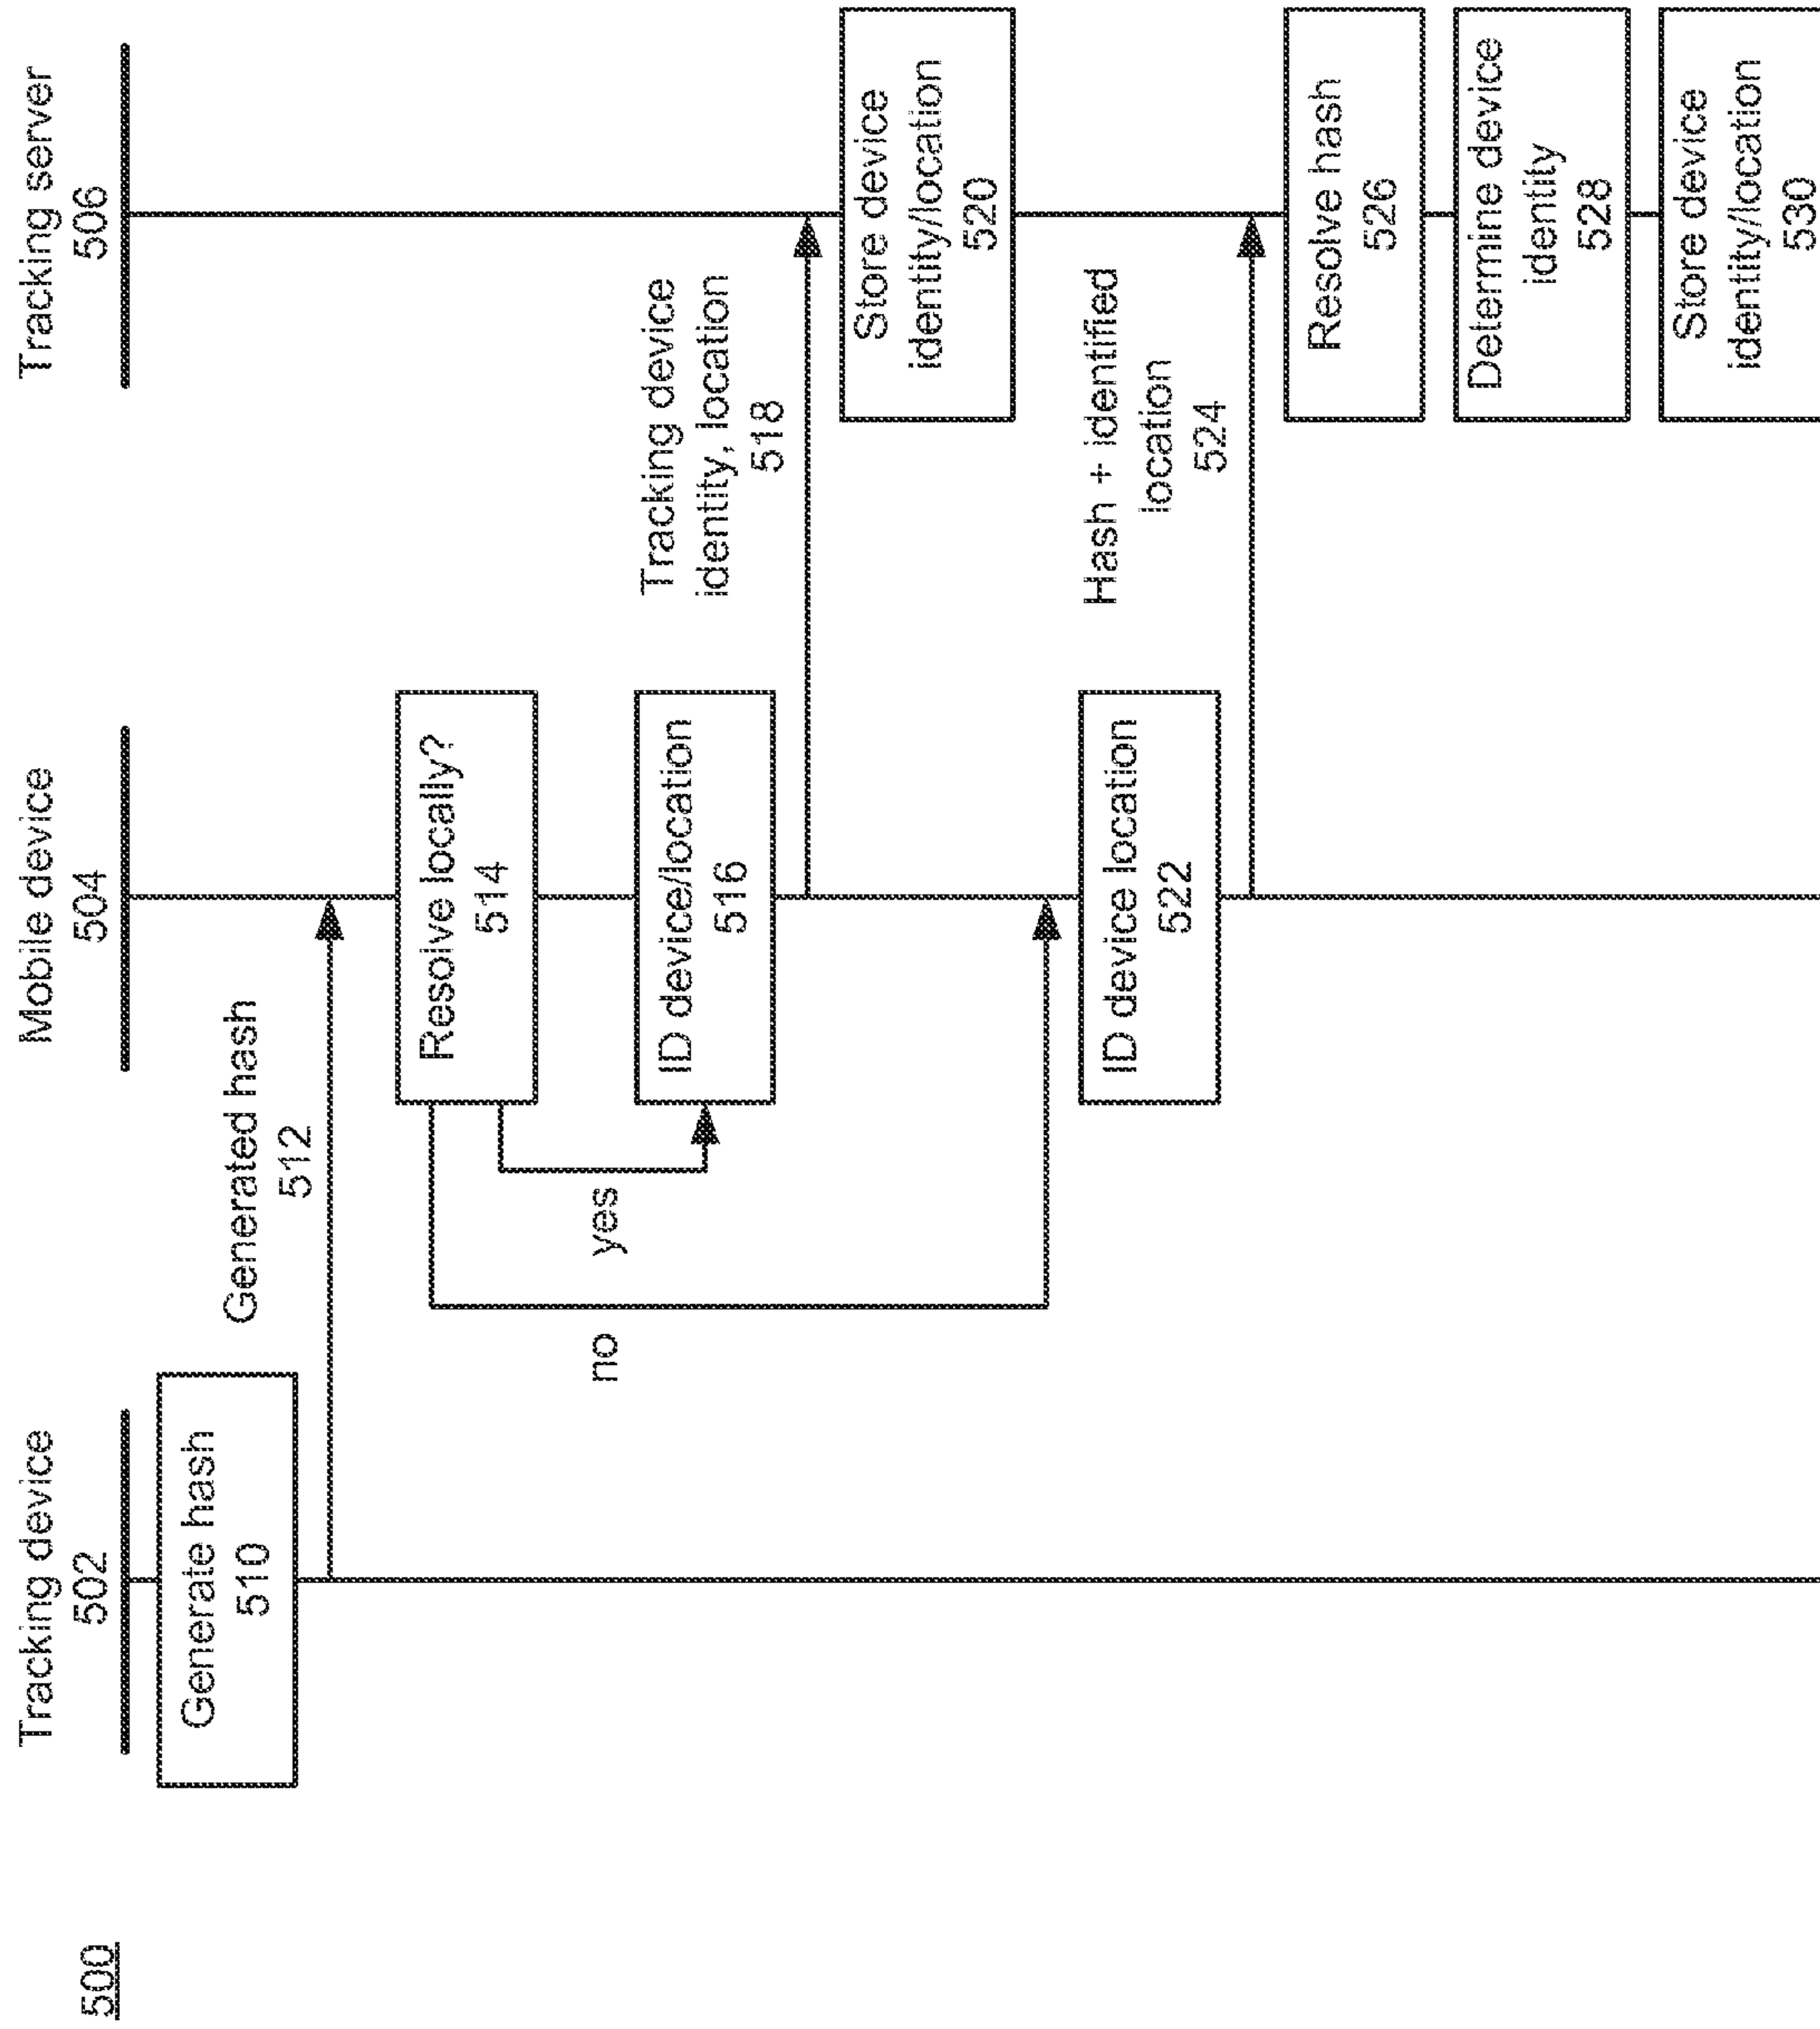 500
Tracking device
502
Mobile device
504
Tracking server
506
Generate hash
510
Generated hash
512
Resolve locally?
514
no
yes
ID device/location
516
Tracking device
identity, location
518
Store device
identity/location
520
ID device location
522
Hash + identified
location
524
Resolve hash
526
Determine device
identity
528
Store device
identity/location
530